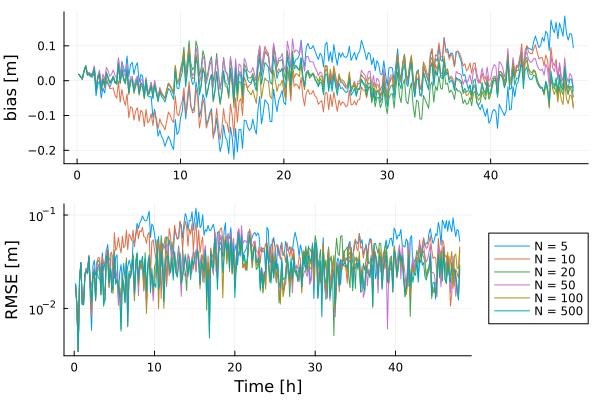 bias [m]
0.1
0.0
−0.1
−0.2
0 10 20 30 40
RMSE [m]
10⁻¹
10⁻²
0 10 20 30 40
Time [h]
N = 5
N = 10
N = 20
N = 50
N = 100
N = 500